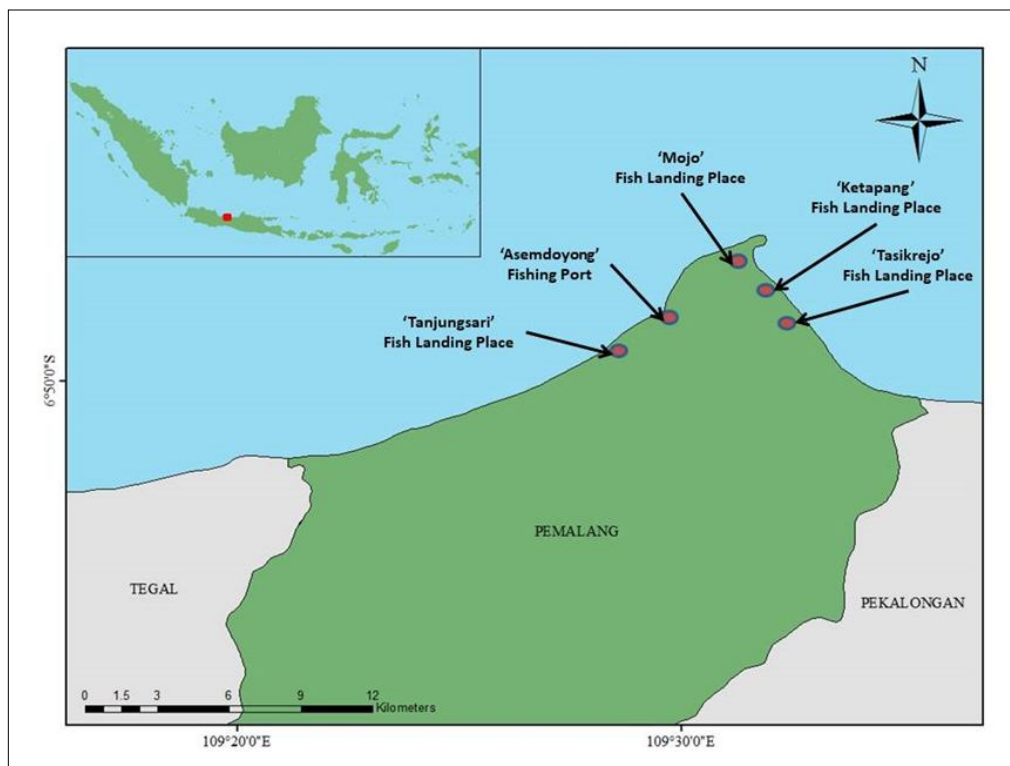 N
‘Mojo’
Fish Landing Place
‘Ketapang’
Fish Landing Place
‘Asemdoyong’
Fishing Port
‘Tasikrejo’
Fish Landing Place
‘Tanjungsari’
Fish Landing Place
6°50'0"S
PEMALANG
TEGAL
PEKALONGAN
0 1.5 3 6 9 12
Kilometers
109°20'0"E
109°30'0"E